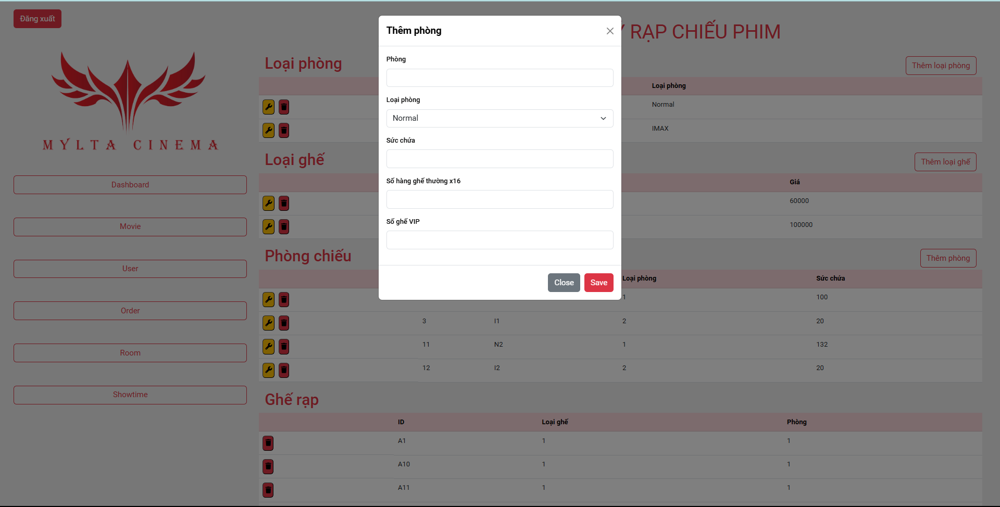 Đăng xuất
MYLTA CINEMA
Dashboard
Movie
User
Order
Room
Showtime
RẠP CHIẾU PHIM
Loại phòng
Thêm loại phòng
Loại phòng
Normal
IMAX
Loại ghế
Thêm loại ghế
Giá
60000
100000
Phòng chiếu
Thêm phòng
Loại phòng Sức chứa
1 100
3 I1 2 20
11 N2 1 132
12 I2 2 20
Ghế rạp
ID Loại ghế Phòng
A1 1 1
A10 1 1
A11 1 1
Thêm phòng
Phòng
Loại phòng
Normal
Sức chứa
Số hàng ghế thường x16
Số ghế VIP
Close Save